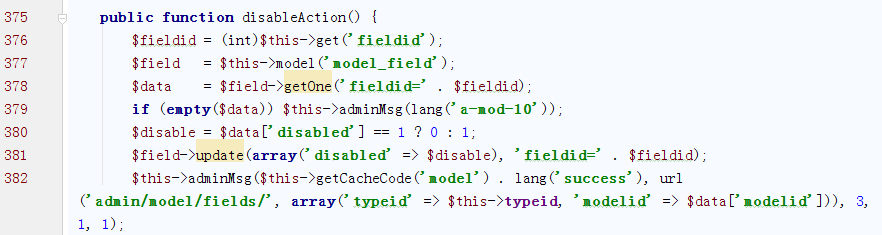 375 public function disableAction() {
376 $fieldid = (int)$this->get('fieldid');
377 $field   = $this->model('model_field');
378 $data    = $field->getOne('fieldid=' . $fieldid);
379 if (empty($data)) $this->adminMsg(lang('a-mod-10'));
380 $disable = $data['disabled'] == 1 ? 0 : 1;
381 $field->update(array('disabled' => $disable), 'fieldid=' . $fieldid);
382 $this->adminMsg($this->getCacheCode('model') . lang('success'), url
('admin/model/fields/', array('typeid' => $this->typeid, 'modelid' => $data['modelid'])), 3,
1, 1);